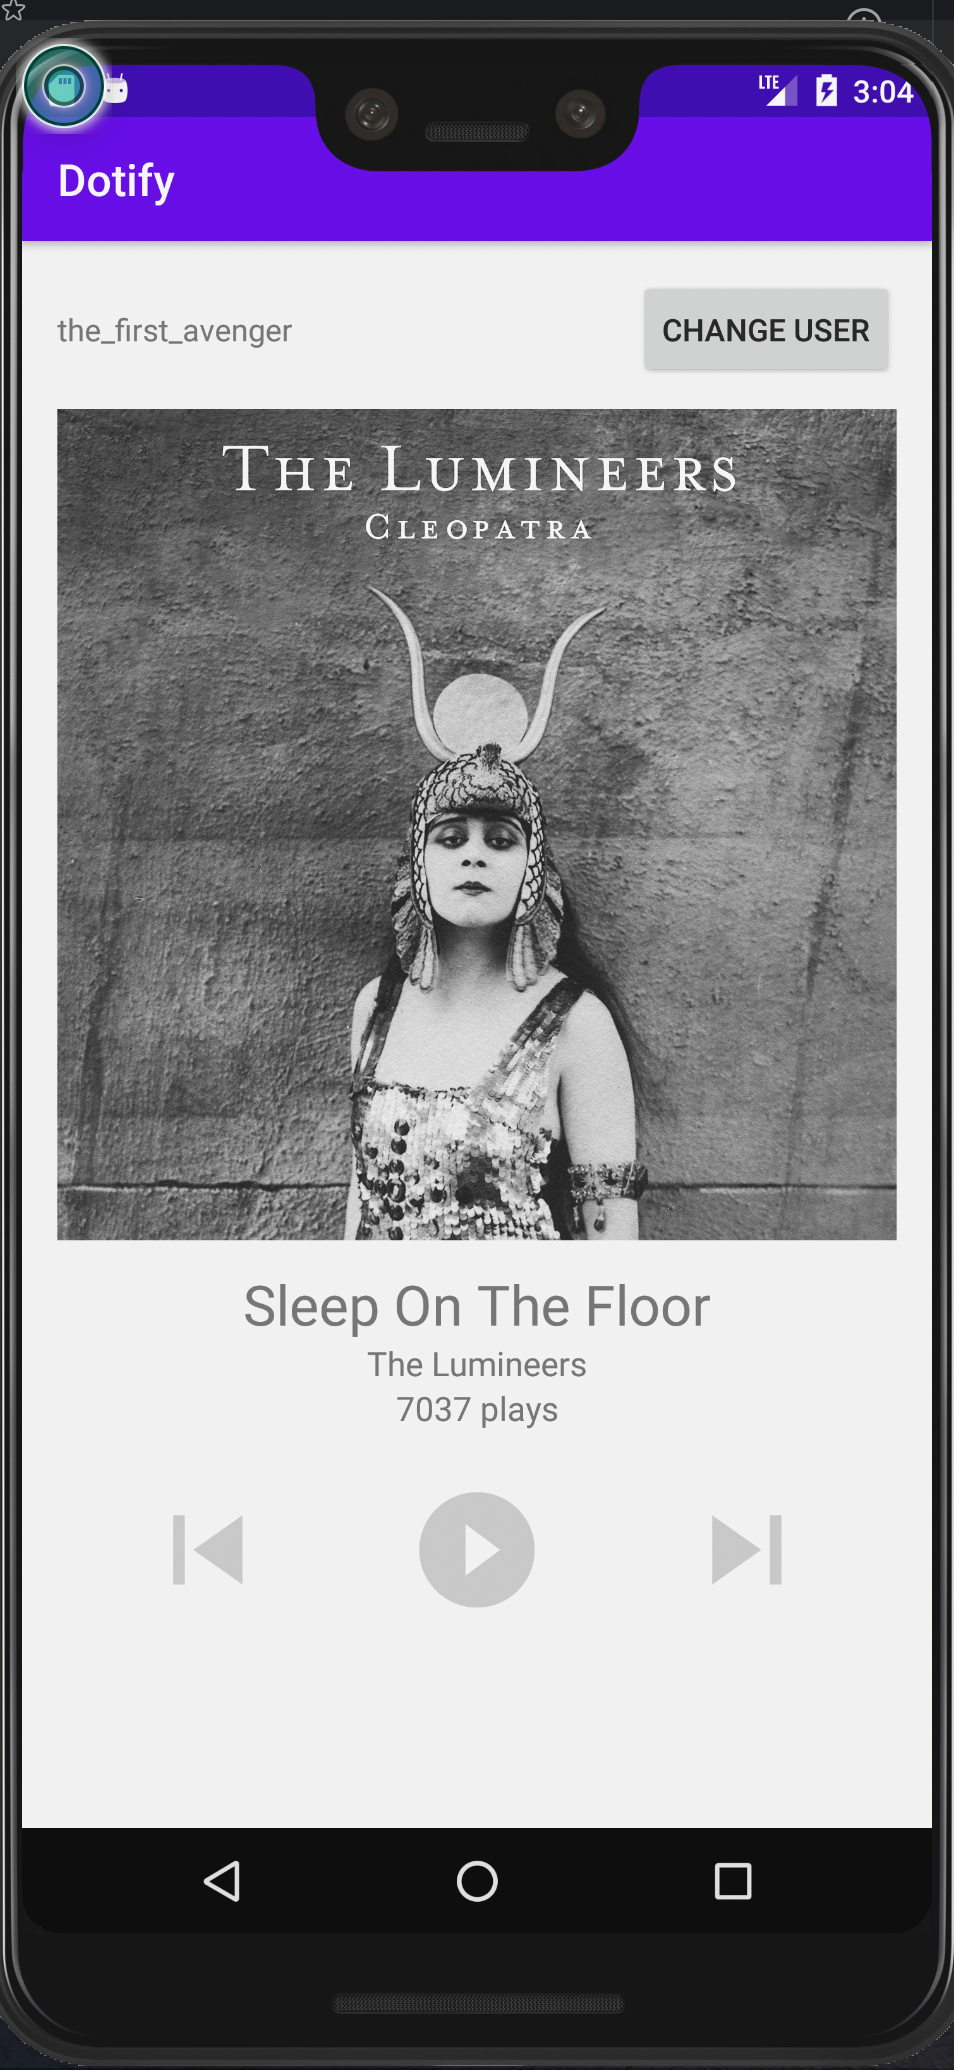 LTE 3:04
Dotify
the_first_avenger CHANGE USER
THE LUMINEERS
CLEOPATRA
Sleep On The Floor
The Lumineers
7037 plays